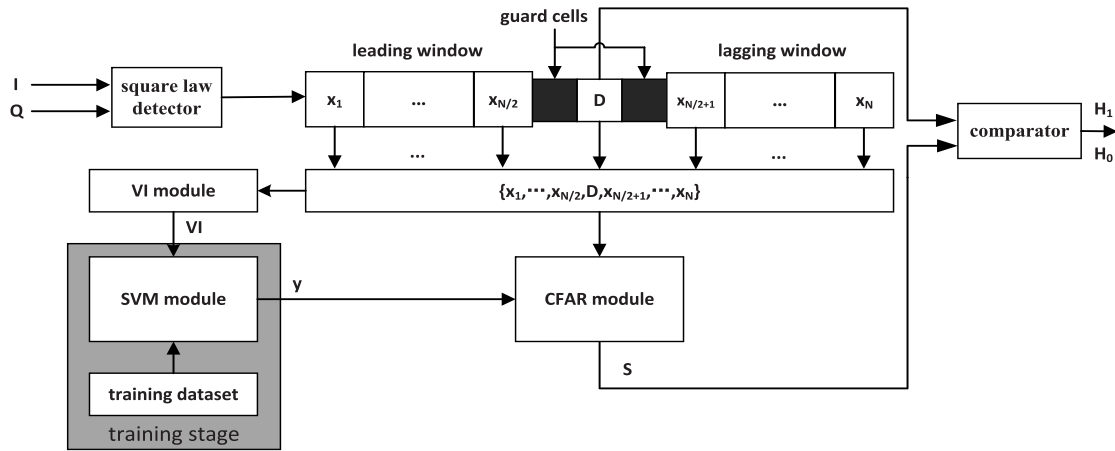 guard cells
leading window
lagging window
I
Q
square law
detector
x1 ... xN/2 D xN/2+1 ... xN
comparator
H1
H0
... ...
VI module
{x1,⋯,xN/2,D,xN/2+1,⋯,xN}
VI
SVM module
y
CFAR module
S
training dataset
training stage